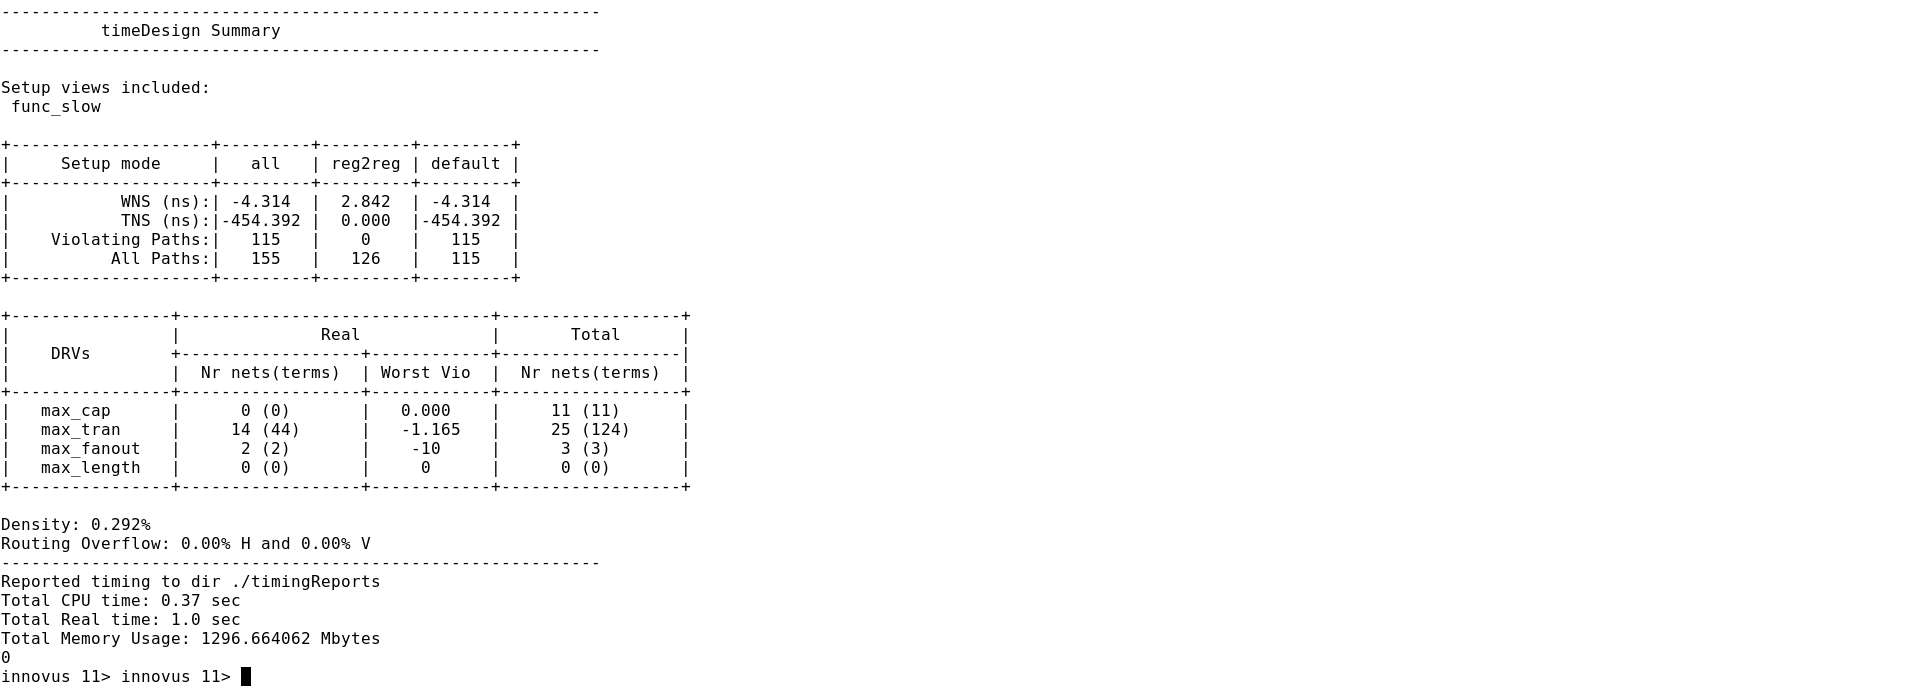 ------------------------------------------------------------
          timeDesign Summary
------------------------------------------------------------

Setup views included:
 func_slow

+--------------------+---------+---------+---------+
|     Setup mode     |   all   | reg2reg | default |
+--------------------+---------+---------+---------+
|           WNS (ns):| -4.314  |  2.842  | -4.314  |
|           TNS (ns):|-454.392 |  0.000  |-454.392 |
|    Violating Paths:|   115   |    0    |   115   |
|          All Paths:|   155   |   126   |   115   |
+--------------------+---------+---------+---------+

+----------------+-------------------------------+------------------+
|                |              Real             |       Total      |
|    DRVs        +------------------+------------+------------------|
|                |  Nr nets(terms)  | Worst Vio  |  Nr nets(terms)  |
+----------------+------------------+------------+------------------+
|   max_cap      |      0 (0)       |   0.000    |     11 (11)      |
|   max_tran     |     14 (44)      |   -1.165   |     25 (124)     |
|   max_fanout   |      2 (2)       |    -10     |      3 (3)       |
|   max_length   |      0 (0)       |     0      |      0 (0)       |
+----------------+------------------+------------+------------------+

Density: 0.292%
Routing Overflow: 0.00% H and 0.00% V
------------------------------------------------------------
Reported timing to dir ./timingReports
Total CPU time: 0.37 sec
Total Real time: 1.0 sec
Total Memory Usage: 1296.664062 Mbytes
0
innovus 11> innovus 11>